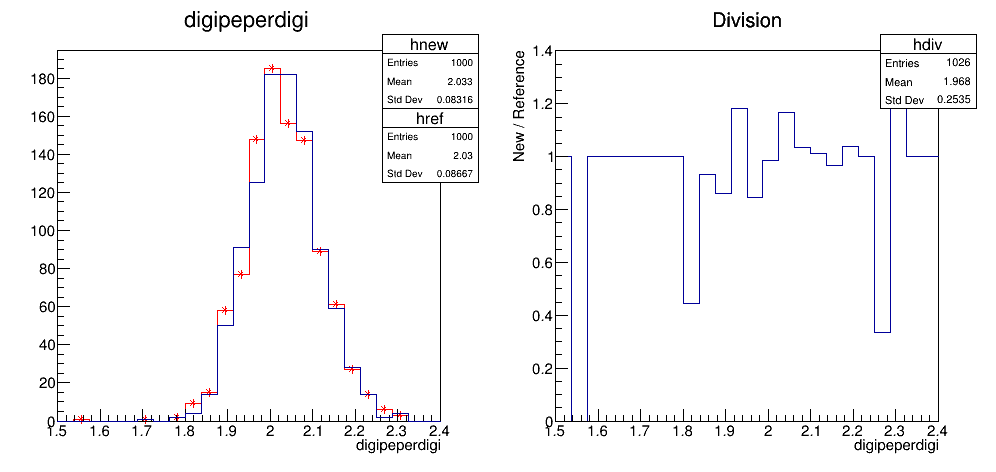 digipeperdigi
hnew
Entries 1000
Mean 2.033
Std Dev 0.08316
href
Entries 1000
Mean 2.03
Std Dev 0.08667
180
160
140
120
100
80
60
40
20
0
1.5 1.6 1.7 1.8 1.9 2 2.1 2.2 2.3 2.4
digipeperdigi
Division
hdiv
Entries 1026
Mean 1.968
Std Dev 0.2535
New / Reference
1.4
1.2
1
0.8
0.6
0.4
0.2
0
1.5 1.6 1.7 1.8 1.9 2 2.1 2.2 2.3 2.4
digipeperdigi